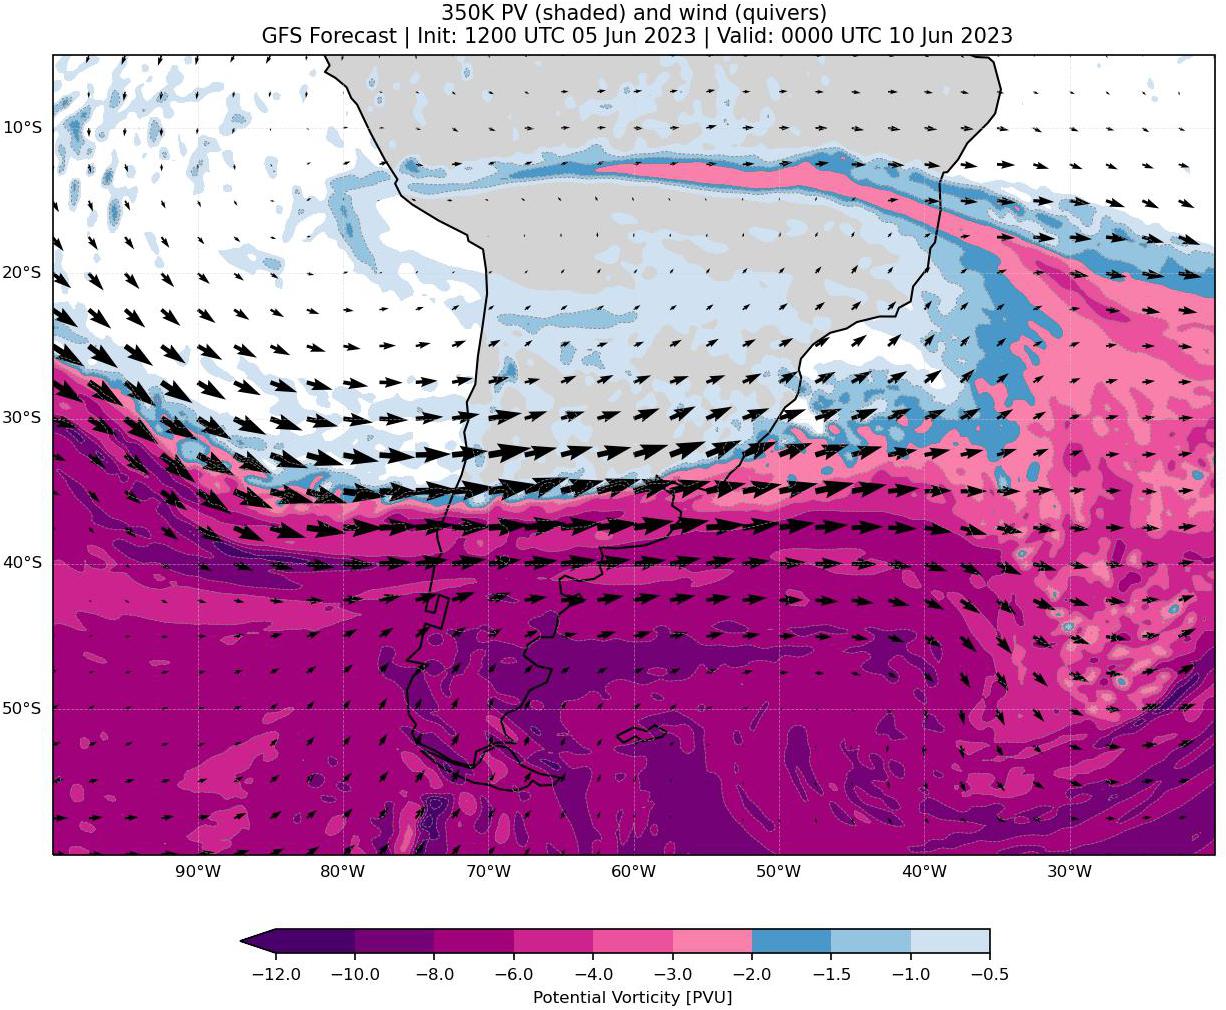 350K PV (shaded) and wind (quivers)
GFS Forecast | Init: 1200 UTC 05 Jun 2023 | Valid: 0000 UTC 10 Jun 2023
10°S
20°S
30°S
40°S
50°S
90°W 80°W 70°W 60°W 50°W 40°W 30°W
−12.0 −10.0 −8.0 −6.0 −4.0 −3.0 −2.0 −1.5 −1.0 −0.5
Potential Vorticity [PVU]